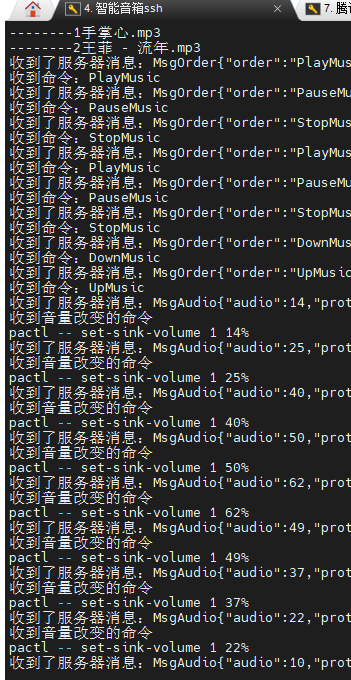 4. 智能音箱ssh
7. 腾
--------1手掌心.mp3
--------2王菲 - 流年.mp3
收到了服务器消息：MsgOrder{"order":"PlayMus
收到命令：PlayMusic
收到了服务器消息：MsgOrder{"order":"PauseMu
收到命令：PauseMusic
收到了服务器消息：MsgOrder{"order":"StopMus
收到命令：StopMusic
收到了服务器消息：MsgOrder{"order":"PlayMus
收到命令：PlayMusic
收到了服务器消息：MsgOrder{"order":"PauseMu
收到命令：PauseMusic
收到了服务器消息：MsgOrder{"order":"StopMus
收到命令：StopMusic
收到了服务器消息：MsgOrder{"order":"DownMus
收到命令：DownMusic
收到了服务器消息：MsgOrder{"order":"UpMusic
收到命令：UpMusic
收到了服务器消息：MsgAudio{"audio":14,"prot
收到音量改变的命令
pactl -- set-sink-volume 1 14%
收到了服务器消息：MsgAudio{"audio":25,"prot
收到音量改变的命令
pactl -- set-sink-volume 1 25%
收到了服务器消息：MsgAudio{"audio":40,"prot
收到音量改变的命令
pactl -- set-sink-volume 1 40%
收到了服务器消息：MsgAudio{"audio":50,"prot
收到音量改变的命令
pactl -- set-sink-volume 1 50%
收到了服务器消息：MsgAudio{"audio":62,"prot
收到音量改变的命令
pactl -- set-sink-volume 1 62%
收到了服务器消息：MsgAudio{"audio":49,"prot
收到音量改变的命令
pactl -- set-sink-volume 1 49%
收到了服务器消息：MsgAudio{"audio":37,"prot
收到音量改变的命令
pactl -- set-sink-volume 1 37%
收到了服务器消息：MsgAudio{"audio":22,"prot
收到音量改变的命令
pactl -- set-sink-volume 1 22%
收到了服务器消息：MsgAudio{"audio":10,"prot